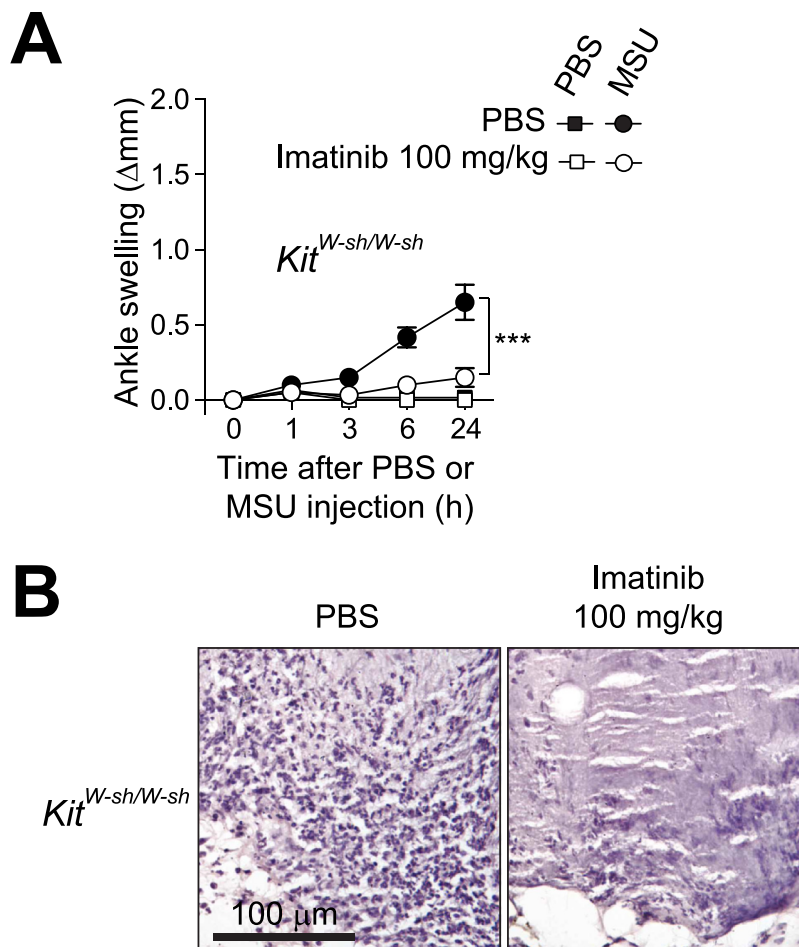 A
PBS
MSU
PBS
Imatinib 100 mg/kg
Ankle swelling (Δmm)
2.0
1.5
1.0
0.5
0.0
Kit W-sh/W-sh
***
0 1 3 6 24
Time after PBS or
MSU injection (h)
B
PBS
Imatinib
100 mg/kg
Kit W-sh/W-sh
100 μm